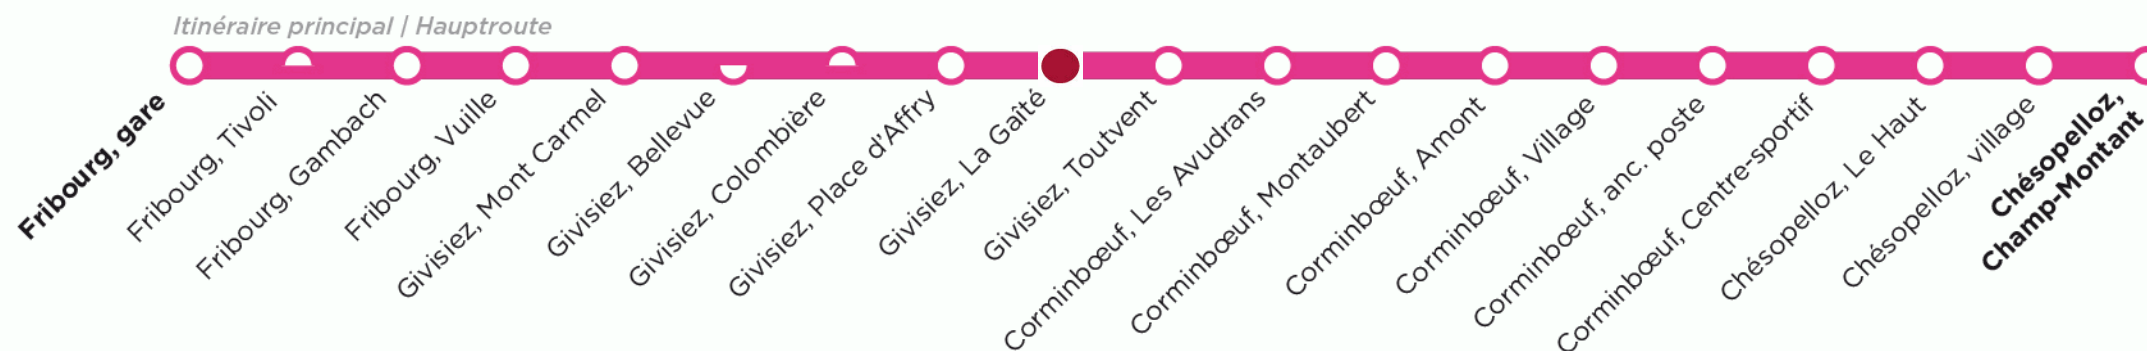 Itinéraire principal | Hauptroute
Fribourg, gare
Fribourg, Tivoli
Fribourg, Gambach
Fribourg, Vuille
Givisiez, Mont Carmel
Givisiez, Bellevue
Givisiez, Colombière
Givisiez, Place d'Affry
Givisiez, La Gaîté
Givisiez, Toutvent
Corminbœuf, Les Avudrans
Corminbœuf, Montaubert
Corminbœuf, Amont
Corminbœuf, Village
Corminbœuf, anc. poste
Corminbœuf, Centre-sportif
Chésopelloz, Le Haut
Chésopelloz, village
Chésopelloz,
Champ-Montant